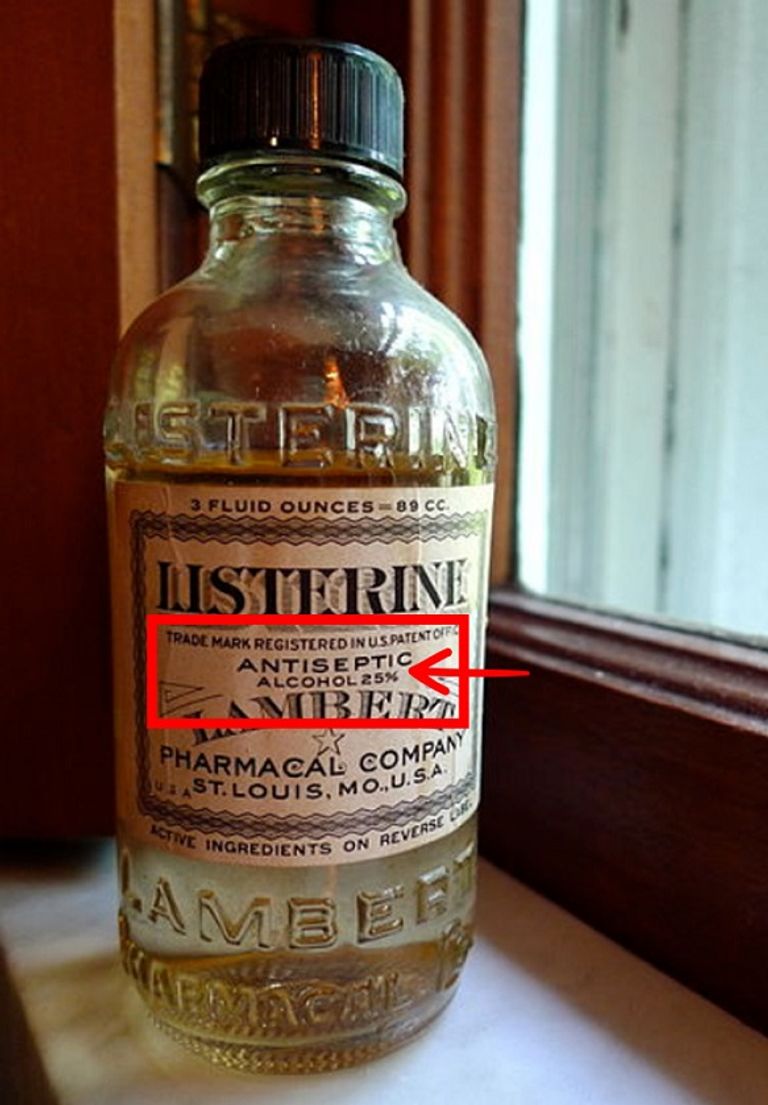 LISTERINE
3 FLUID OUNCES=89 CC.
LISTERINE
TRADE MARK REGISTERED IN U.S. PATENT
ANTISEPTIC
ALCOHOL 25%
LAMBERT
PHARMACAL COMPANY
ST. LOUIS, MO., U.S.A.
U S A
ACTIVE INGREDIENTS ON REVERSE LABEL
LAMBERT
PHARMACAL